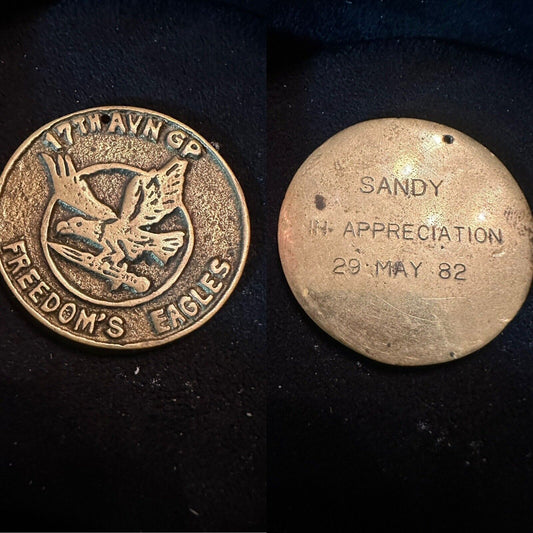 17TH AVN GP
FREEDOM'S EAGLES
SANDY
IN APPRECIATION
29 MAY 82